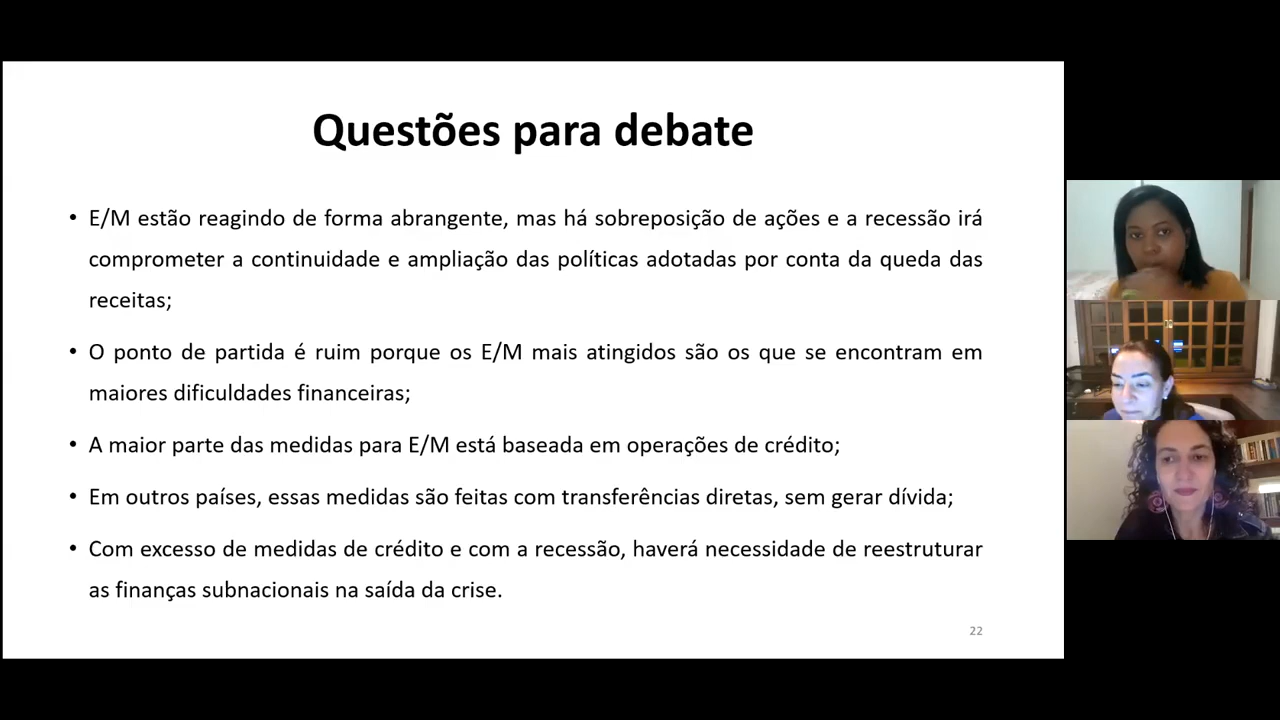 Questões para debate
• E/M estão reagindo de forma abrangente, mas há sobreposição de ações e a recessão irá
comprometer a continuidade e ampliação das políticas adotadas por conta da queda das
receitas;
• O ponto de partida é ruim porque os E/M mais atingidos são os que se encontram em
maiores dificuldades financeiras;
• A maior parte das medidas para E/M está baseada em operações de crédito;
• Em outros países, essas medidas são feitas com transferências diretas, sem gerar dívida;
• Com excesso de medidas de crédito e com a recessão, haverá necessidade de reestruturar
as finanças subnacionais na saída da crise.
22